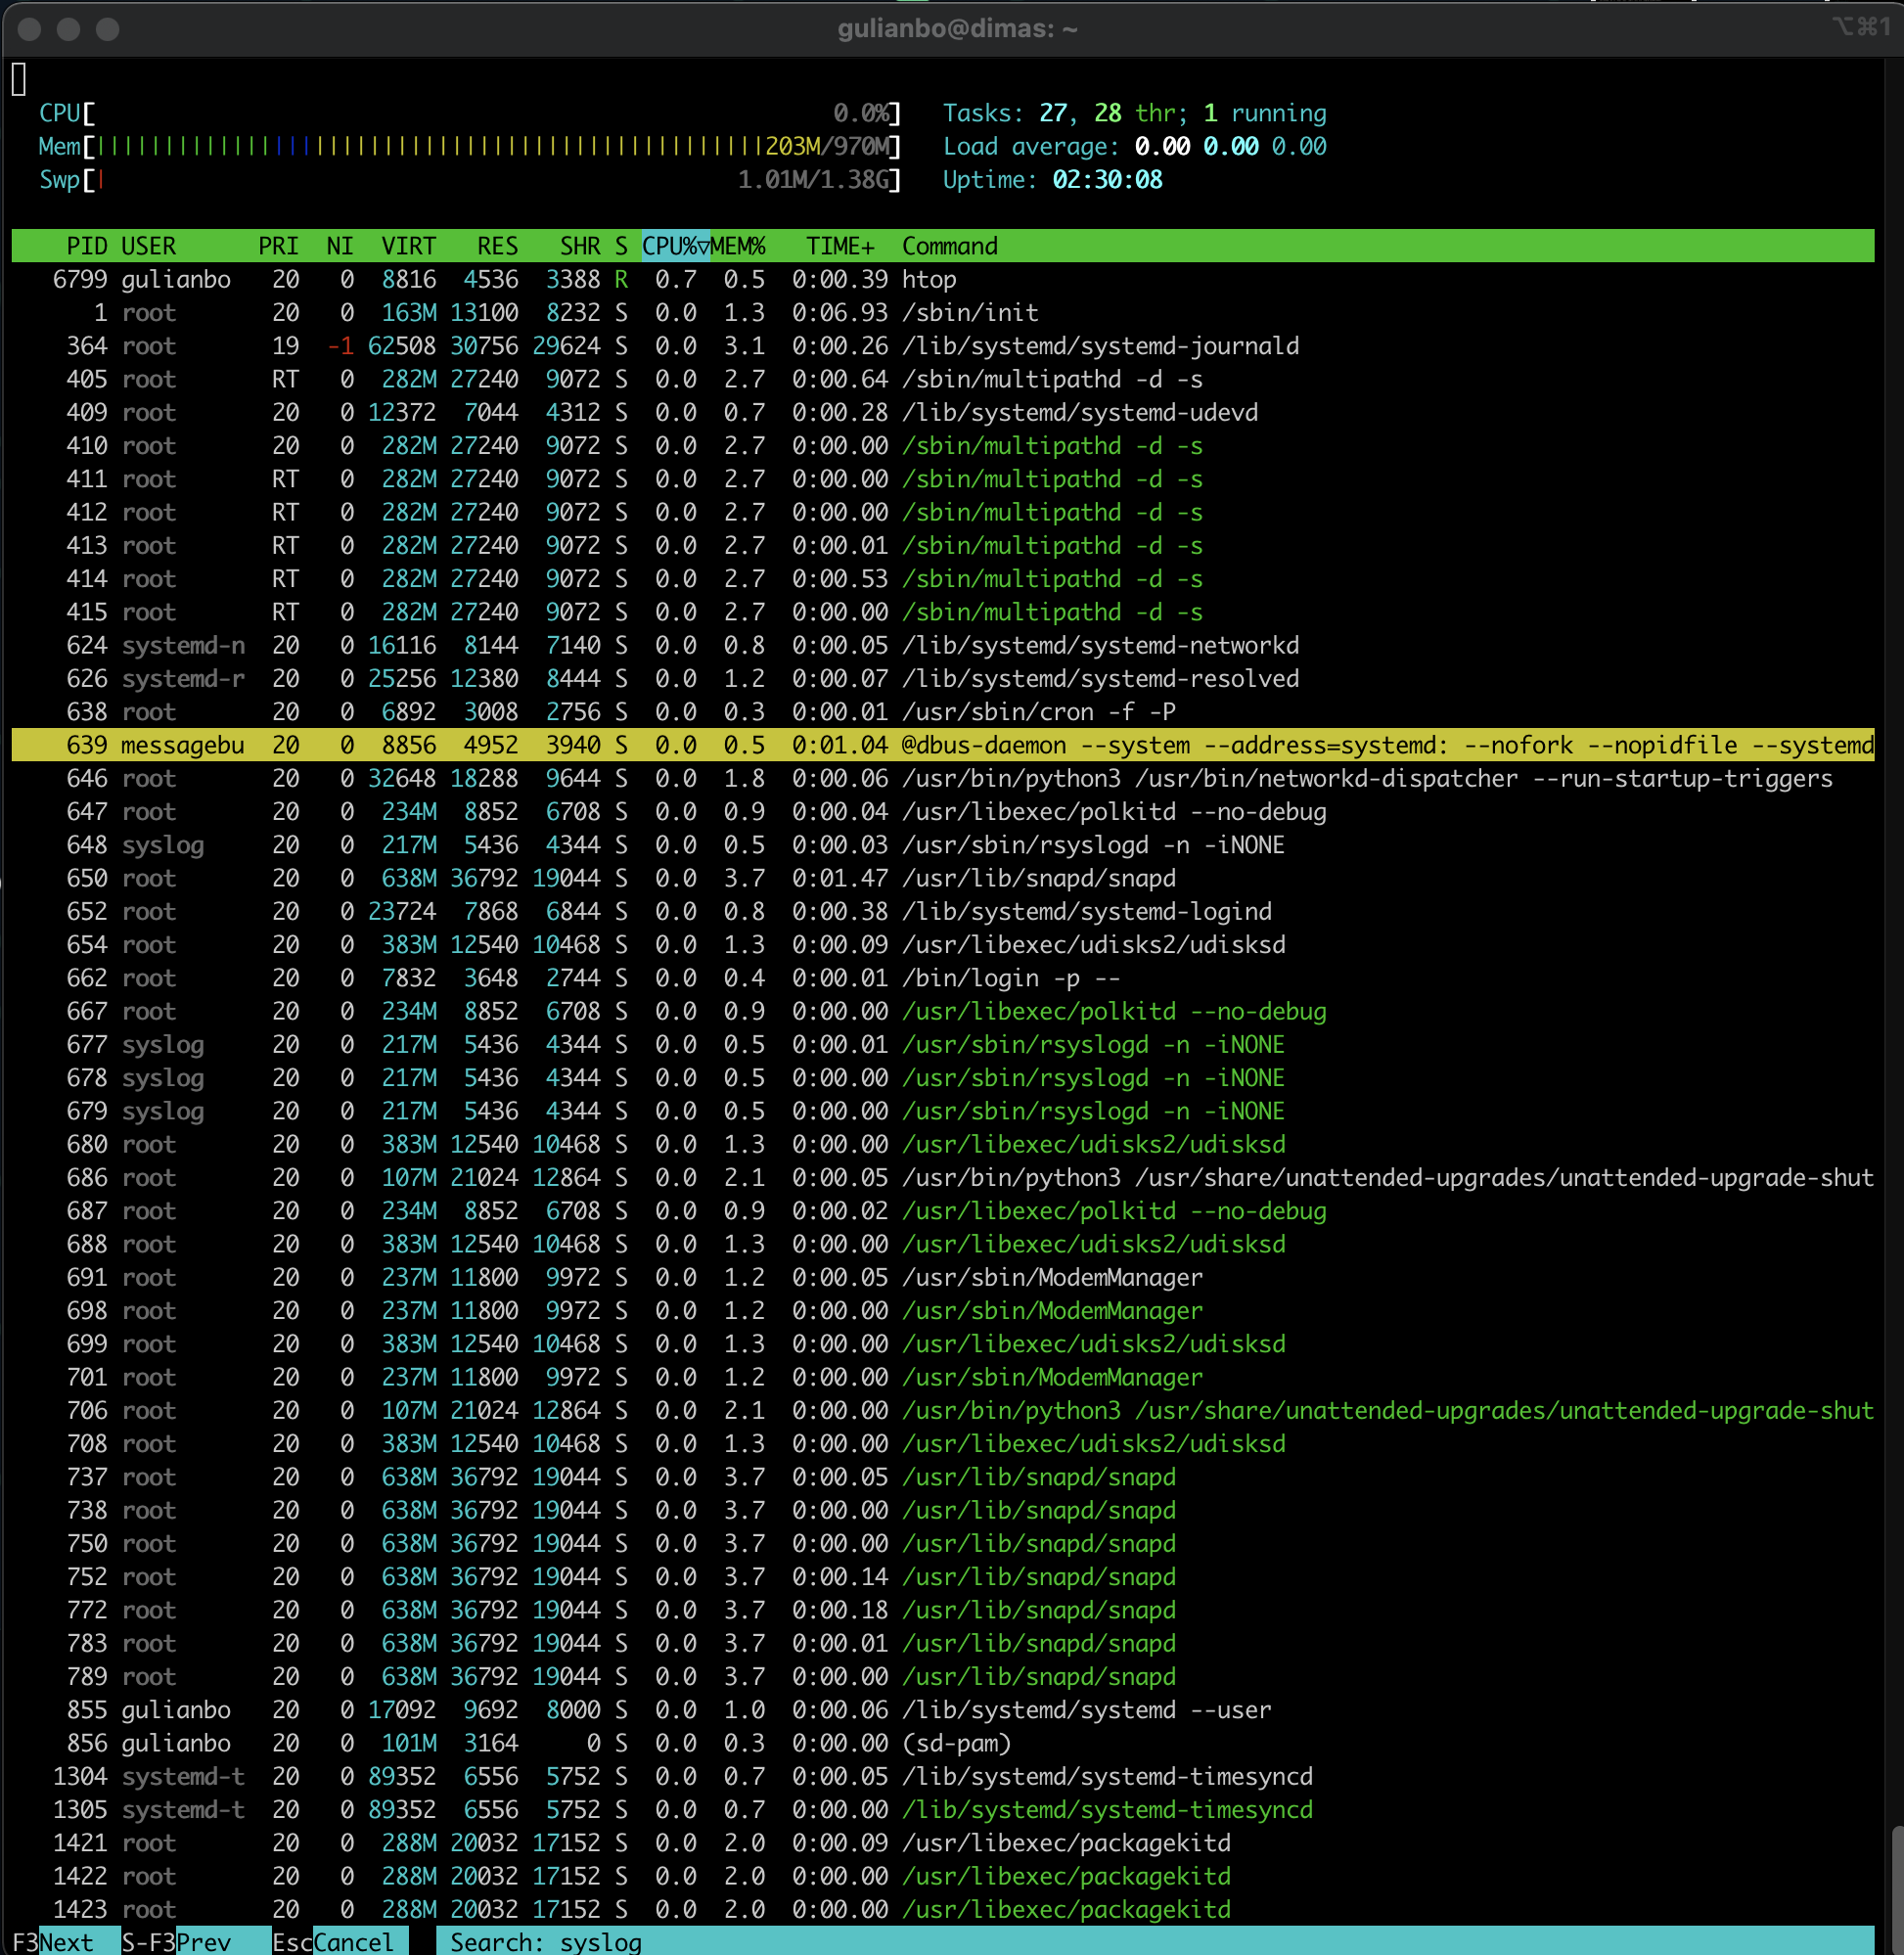 gulianbo@dimas: ~ ⌥⌘1
CPU[ 0.0%] Tasks: 27, 28 thr; 1 running
Mem[||||||||||||||||||||||||||||||||||||||||||||||||203M/970M] Load average: 0.00 0.00 0.00
Swp[| 1.01M/1.38G] Uptime: 02:30:08
PID USER PRI NI VIRT RES SHR S CPU%▽MEM% TIME+ Command
6799 gulianbo 20 0 8816 4536 3388 R 0.7 0.5 0:00.39 htop
1 root 20 0 163M 13100 8232 S 0.0 1.3 0:06.93 /sbin/init
364 root 19 -1 62508 30756 29624 S 0.0 3.1 0:00.26 /lib/systemd/systemd-journald
405 root RT 0 282M 27240 9072 S 0.0 2.7 0:00.64 /sbin/multipathd -d -s
409 root 20 0 12372 7044 4312 S 0.0 0.7 0:00.28 /lib/systemd/systemd-udevd
410 root 20 0 282M 27240 9072 S 0.0 2.7 0:00.00 /sbin/multipathd -d -s
411 root RT 0 282M 27240 9072 S 0.0 2.7 0:00.00 /sbin/multipathd -d -s
412 root RT 0 282M 27240 9072 S 0.0 2.7 0:00.00 /sbin/multipathd -d -s
413 root RT 0 282M 27240 9072 S 0.0 2.7 0:00.01 /sbin/multipathd -d -s
414 root RT 0 282M 27240 9072 S 0.0 2.7 0:00.53 /sbin/multipathd -d -s
415 root RT 0 282M 27240 9072 S 0.0 2.7 0:00.00 /sbin/multipathd -d -s
624 systemd-n 20 0 16116 8144 7140 S 0.0 0.8 0:00.05 /lib/systemd/systemd-networkd
626 systemd-r 20 0 25256 12380 8444 S 0.0 1.2 0:00.07 /lib/systemd/systemd-resolved
638 root 20 0 6892 3008 2756 S 0.0 0.3 0:00.01 /usr/sbin/cron -f -P
639 messagebu 20 0 8856 4952 3940 S 0.0 0.5 0:01.04 @dbus-daemon --system --address=systemd: --nofork --nopidfile --systemd
646 root 20 0 32648 18288 9644 S 0.0 1.8 0:00.06 /usr/bin/python3 /usr/bin/networkd-dispatcher --run-startup-triggers
647 root 20 0 234M 8852 6708 S 0.0 0.9 0:00.04 /usr/libexec/polkitd --no-debug
648 syslog 20 0 217M 5436 4344 S 0.0 0.5 0:00.03 /usr/sbin/rsyslogd -n -iNONE
650 root 20 0 638M 36792 19044 S 0.0 3.7 0:01.47 /usr/lib/snapd/snapd
652 root 20 0 23724 7868 6844 S 0.0 0.8 0:00.38 /lib/systemd/systemd-logind
654 root 20 0 383M 12540 10468 S 0.0 1.3 0:00.09 /usr/libexec/udisks2/udisksd
662 root 20 0 7832 3648 2744 S 0.0 0.4 0:00.01 /bin/login -p --
667 root 20 0 234M 8852 6708 S 0.0 0.9 0:00.00 /usr/libexec/polkitd --no-debug
677 syslog 20 0 217M 5436 4344 S 0.0 0.5 0:00.01 /usr/sbin/rsyslogd -n -iNONE
678 syslog 20 0 217M 5436 4344 S 0.0 0.5 0:00.00 /usr/sbin/rsyslogd -n -iNONE
679 syslog 20 0 217M 5436 4344 S 0.0 0.5 0:00.00 /usr/sbin/rsyslogd -n -iNONE
680 root 20 0 383M 12540 10468 S 0.0 1.3 0:00.00 /usr/libexec/udisks2/udisksd
686 root 20 0 107M 21024 12864 S 0.0 2.1 0:00.05 /usr/bin/python3 /usr/share/unattended-upgrades/unattended-upgrade-shut
687 root 20 0 234M 8852 6708 S 0.0 0.9 0:00.02 /usr/libexec/polkitd --no-debug
688 root 20 0 383M 12540 10468 S 0.0 1.3 0:00.00 /usr/libexec/udisks2/udisksd
691 root 20 0 237M 11800 9972 S 0.0 1.2 0:00.05 /usr/sbin/ModemManager
698 root 20 0 237M 11800 9972 S 0.0 1.2 0:00.00 /usr/sbin/ModemManager
699 root 20 0 383M 12540 10468 S 0.0 1.3 0:00.00 /usr/libexec/udisks2/udisksd
701 root 20 0 237M 11800 9972 S 0.0 1.2 0:00.00 /usr/sbin/ModemManager
706 root 20 0 107M 21024 12864 S 0.0 2.1 0:00.00 /usr/bin/python3 /usr/share/unattended-upgrades/unattended-upgrade-shut
708 root 20 0 383M 12540 10468 S 0.0 1.3 0:00.00 /usr/libexec/udisks2/udisksd
737 root 20 0 638M 36792 19044 S 0.0 3.7 0:00.05 /usr/lib/snapd/snapd
738 root 20 0 638M 36792 19044 S 0.0 3.7 0:00.00 /usr/lib/snapd/snapd
750 root 20 0 638M 36792 19044 S 0.0 3.7 0:00.00 /usr/lib/snapd/snapd
752 root 20 0 638M 36792 19044 S 0.0 3.7 0:00.14 /usr/lib/snapd/snapd
772 root 20 0 638M 36792 19044 S 0.0 3.7 0:00.18 /usr/lib/snapd/snapd
783 root 20 0 638M 36792 19044 S 0.0 3.7 0:00.01 /usr/lib/snapd/snapd
789 root 20 0 638M 36792 19044 S 0.0 3.7 0:00.00 /usr/lib/snapd/snapd
855 gulianbo 20 0 17092 9692 8000 S 0.0 1.0 0:00.06 /lib/systemd/systemd --user
856 gulianbo 20 0 101M 3164 0 S 0.0 0.3 0:00.00 (sd-pam)
1304 systemd-t 20 0 89352 6556 5752 S 0.0 0.7 0:00.05 /lib/systemd/systemd-timesyncd
1305 systemd-t 20 0 89352 6556 5752 S 0.0 0.7 0:00.00 /lib/systemd/systemd-timesyncd
1421 root 20 0 288M 20032 17152 S 0.0 2.0 0:00.09 /usr/libexec/packagekitd
1422 root 20 0 288M 20032 17152 S 0.0 2.0 0:00.00 /usr/libexec/packagekitd
1423 root 20 0 288M 20032 17152 S 0.0 2.0 0:00.00 /usr/libexec/packagekitd
F3Next S-F3Prev EscCancel Search: syslog